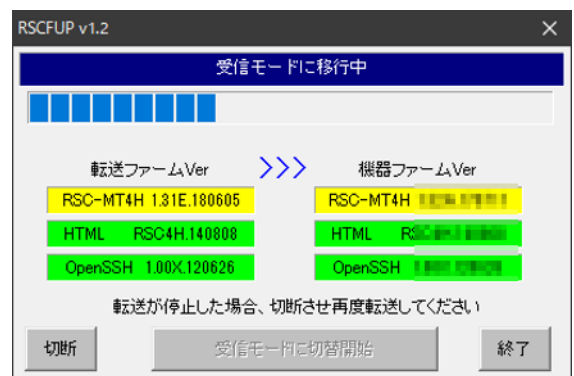 RSCFUP v1.2
受信モードに移行中
転送ファームVer >>> 機器ファームVer
RSC-MT4H 1.31E.180605 RSC-MT4H
HTML RSC4H.140808 HTML
OpenSSH 1.00X.120626 OpenSSH
転送が停止した場合、切断させ再度転送してください
切断 受信モードに切替開始 終了